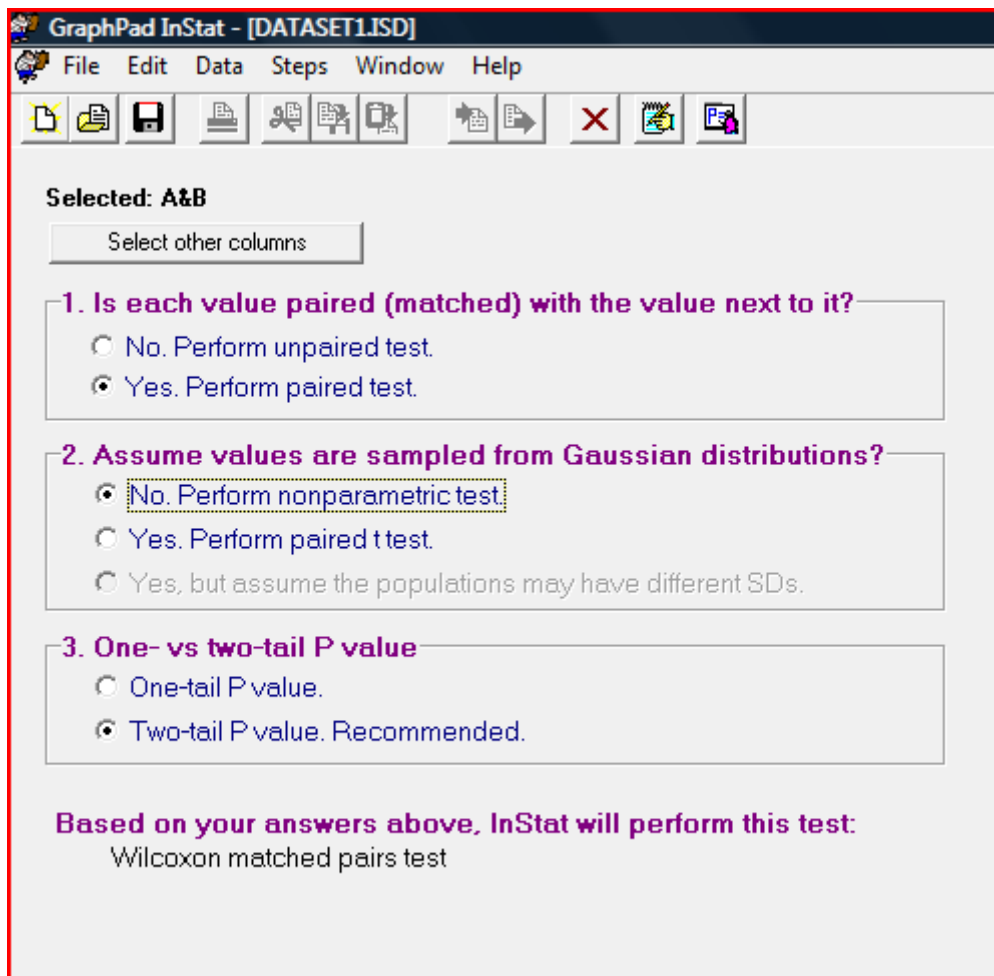 GraphPad InStat - [DATASET1.ISD]
File Edit Data Steps Window Help
Selected: A&B
Select other columns
1. Is each value paired (matched) with the value next to it?
No. Perform unpaired test.
Yes. Perform paired test.
2. Assume values are sampled from Gaussian distributions?
No. Perform nonparametric test.
Yes. Perform paired t test.
Yes, but assume the populations may have different SDs.
3. One- vs two-tail P value
One-tail P value.
Two-tail P value. Recommended.
Based on your answers above, InStat will perform this test:
Wilcoxon matched pairs test